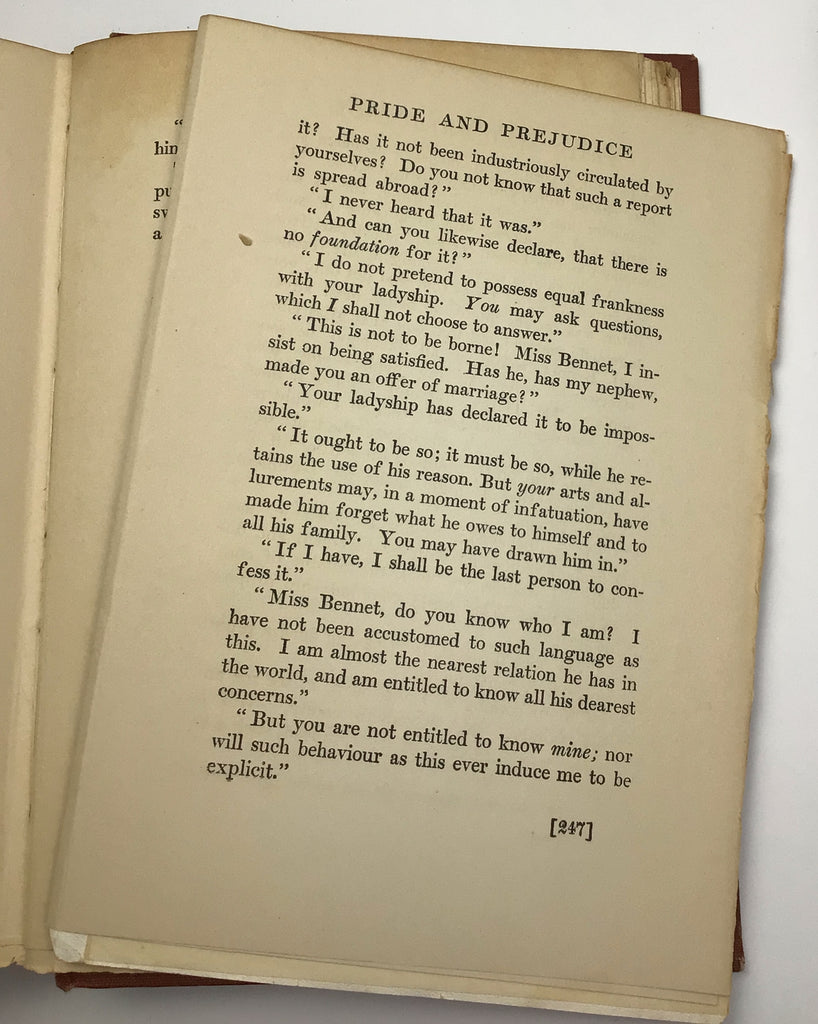 “
him
pu
sv
a
PRIDE AND PREJUDICE
it? Has it not been industriously circulated by
yourselves? Do you not know that such a report
is spread abroad?”
“I never heard that it was.”
“And can you likewise declare, that there is
no foundation for it?”
“I do not pretend to possess equal frankness
with your ladyship. You may ask questions,
which I shall not choose to answer.”
“This is not to be borne! Miss Bennet, I in-
sist on being satisfied. Has he, has my nephew,
made you an offer of marriage?”
“Your ladyship has declared it to be impos-
sible.”
“It ought to be so; it must be so, while he re-
tains the use of his reason. But your arts and al-
lurements may, in a moment of infatuation, have
made him forget what he owes to himself and to
all his family. You may have drawn him in.”
“If I have, I shall be the last person to con-
fess it.”
“Miss Bennet, do you know who I am? I
have not been accustomed to such language as
this. I am almost the nearest relation he has in
the world, and am entitled to know all his dearest
concerns.”
“But you are not entitled to know mine; nor
will such behaviour as this ever induce me to be
explicit.”
[247]